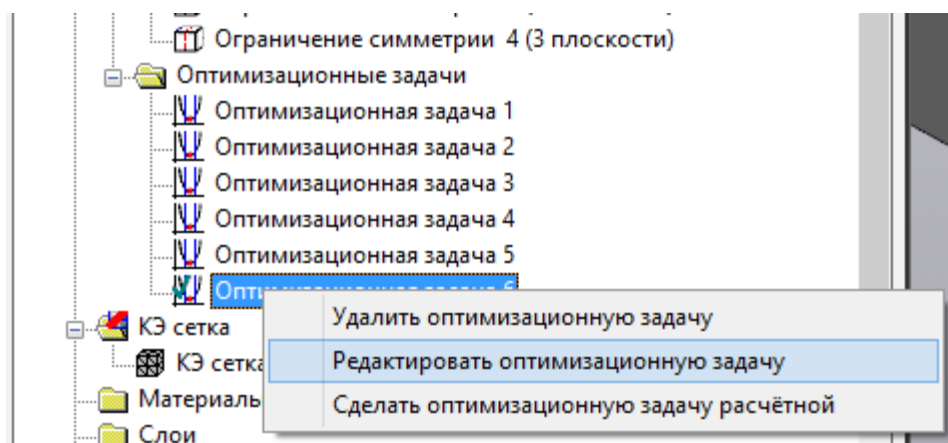 Ограничение симметрии 4 (3 плоскости)
Оптимизационные задачи
Оптимизационная задача 1
Оптимизационная задача 2
Оптимизационная задача 3
Оптимизационная задача 4
Оптимизационная задача 5
Удалить оптимизационную задачу
КЭ сетка
Редактировать оптимизационную задачу
КЭ сетка
Сделать оптимизационную задачу расчётной
Слои